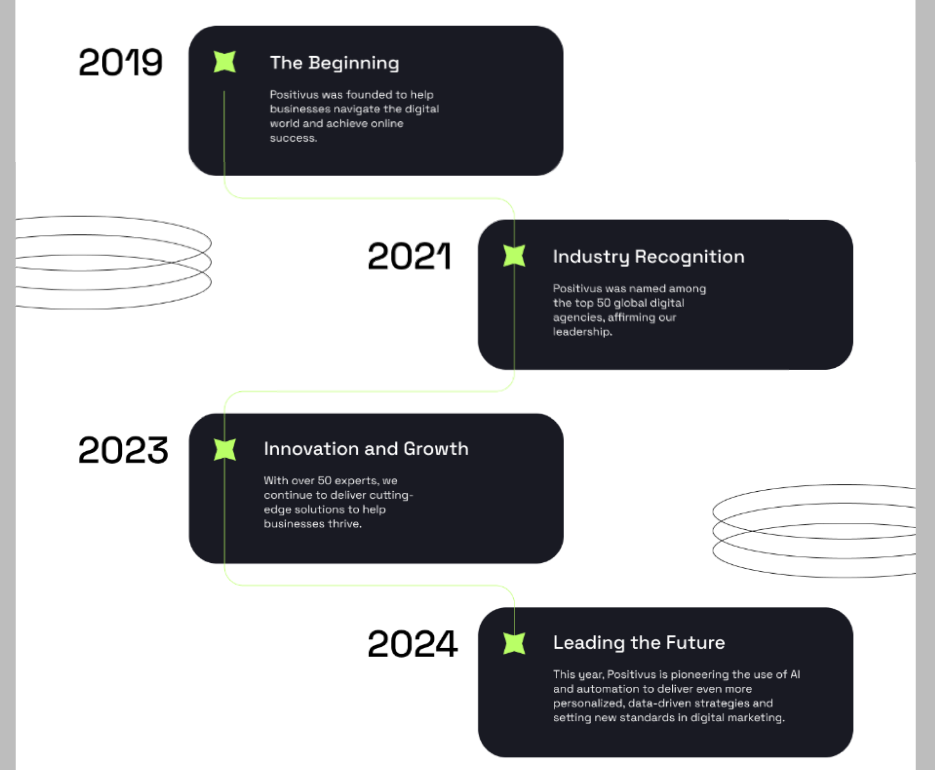 2019
The Beginning
Positivus was founded to help
businesses navigate the digital
world and achieve online
success.
2021
Industry Recognition
Positivus was named among
the top 50 global digital
agencies, affirming our
leadership.
2023
Innovation and Growth
With over 50 experts, we
continue to deliver cutting-
edge solutions to help
businesses thrive.
2024
Leading the Future
This year, Positivus is pioneering the use of AI
and automation to deliver even more
personalized, data-driven strategies and
setting new standards in digital marketing.